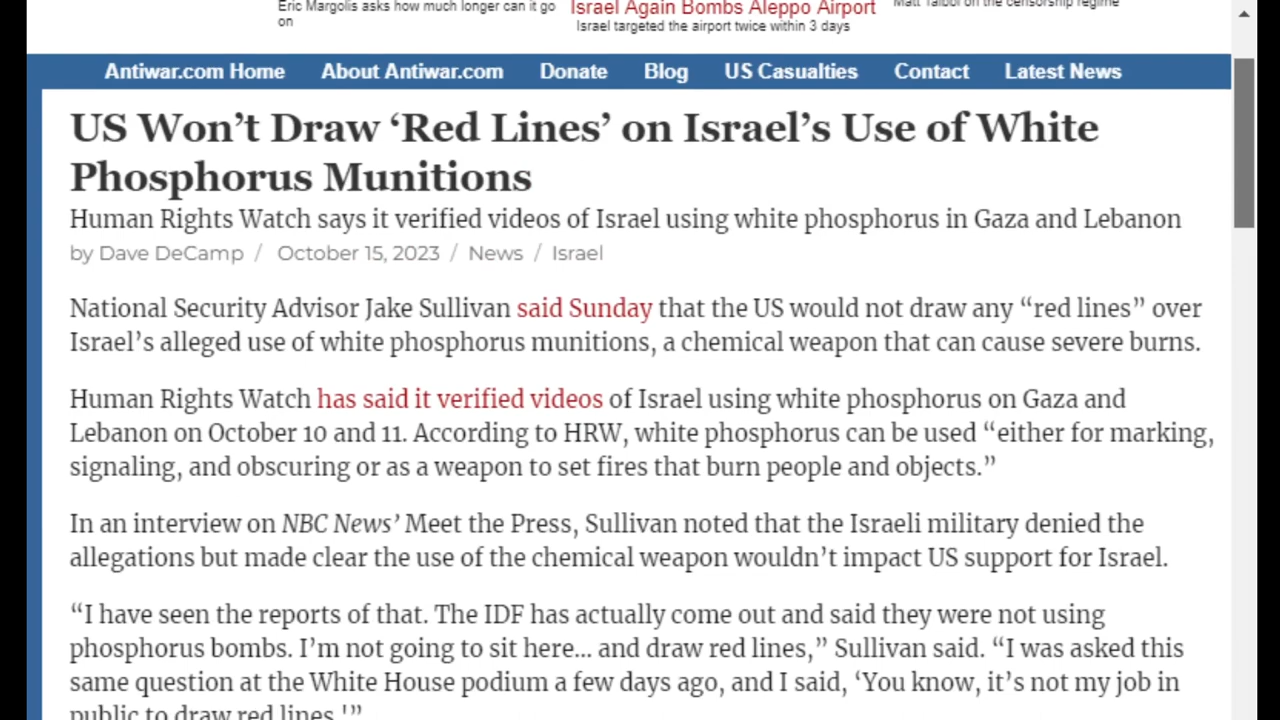 Eric Margolis asks how much longer can it go
on
Israel Again Bombs Aleppo Airport
Israel targeted the airport twice within 3 days
Matt Taibbi on the censorship regime
Antiwar.com Home About Antiwar.com Donate Blog US Casualties Contact Latest News
US Won’t Draw ‘Red Lines’ on Israel’s Use of White
Phosphorus Munitions
Human Rights Watch says it verified videos of Israel using white phosphorus in Gaza and Lebanon
by Dave DeCamp / October 15, 2023 / News / Israel
National Security Advisor Jake Sullivan said Sunday that the US would not draw any “red lines” over
Israel’s alleged use of white phosphorus munitions, a chemical weapon that can cause severe burns.
Human Rights Watch has said it verified videos of Israel using white phosphorus on Gaza and
Lebanon on October 10 and 11. According to HRW, white phosphorus can be used “either for marking,
signaling, and obscuring or as a weapon to set fires that burn people and objects.”
In an interview on NBC News’ Meet the Press, Sullivan noted that the Israeli military denied the
allegations but made clear the use of the chemical weapon wouldn’t impact US support for Israel.
“I have seen the reports of that. The IDF has actually come out and said they were not using
phosphorus bombs. I’m not going to sit here… and draw red lines,” Sullivan said. “I was asked this
same question at the White House podium a few days ago, and I said, ‘You know, it’s not my job in
public to draw red lines.'”